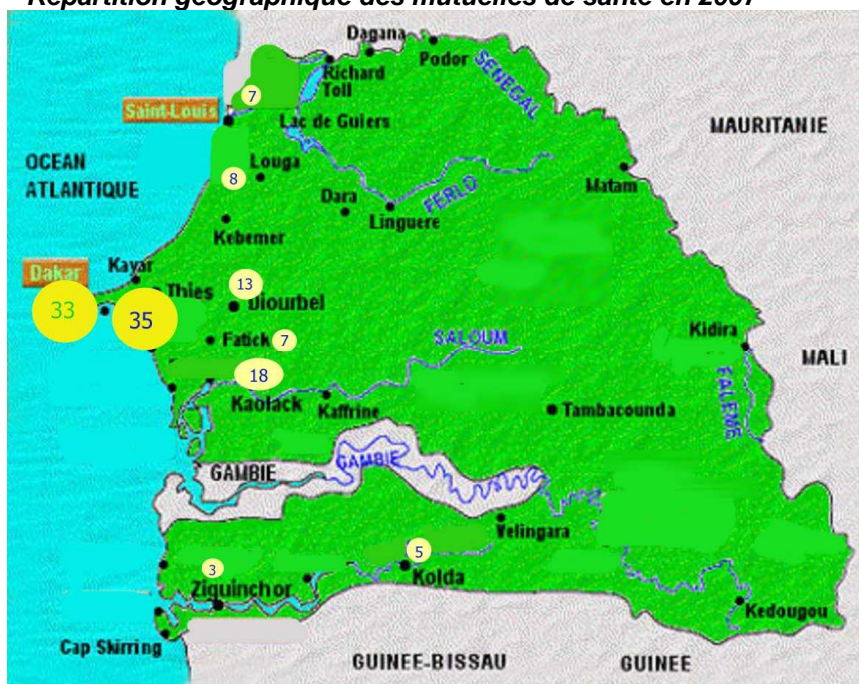 Répartition géographique des mutuelles de santé en 2007
Dagana
Podor
Richard
Toll
SENEGAL
7
Saint-Louis
Lac de Guiers
MAURITANIE
OCEAN
ATLANTIQUE
Louga
8
Matam
Dara
FERLO
Linguere
Kebemer
Kayar
Dakar
Thies
13
Diourbel
33
35
Kidira
Fatick
7
SALOUM
MALI
18
Kaolack
Kaffrine
Tambacounda
FALEME
GAMBIE
GAMBIE
Velingara
5
3
Kolda
Ziguinchor
Kedougou
Cap Skirring
GUINEE-BISSAU
GUINEE